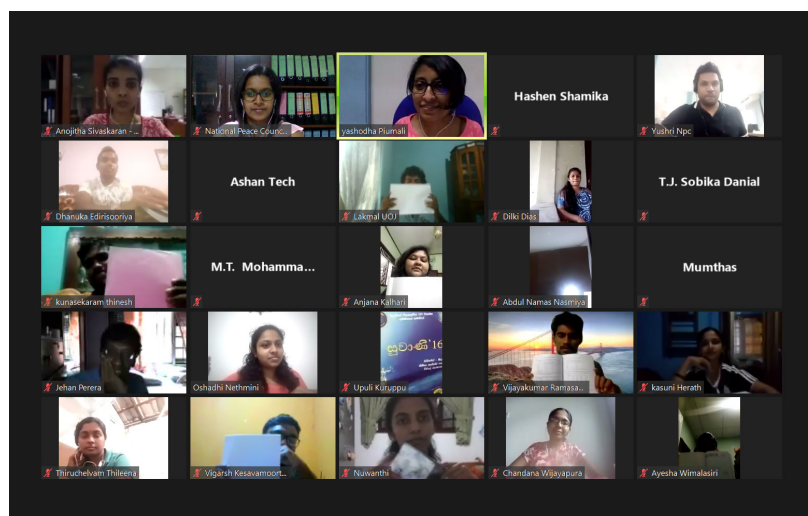 Anojitha Sivaskaran - ...
National Peace Counc...
yashodha Piumali
Hashen Shamika
Yushri Npc
Dhanuka Edirisooriya
Ashan Tech
Lakmal UOJ
Dilki Dias
T.J. Sobika Danial
kunasekaram thinesh
M.T. Mohamma...
Anjana Kalhari
Abdul Namas Nasmiya
Mumthas
Jehan Perera
Oshadhi Nethmini
සුවාණි'16
Upuli Kuruppu
Vijayakumar Ramasa...
kasuni Herath
Thiruchelvam Thileena
Vigarsh Kesavamoort...
Nuwanthi
Chandana Wijayapura
Ayesha Wimalasiri